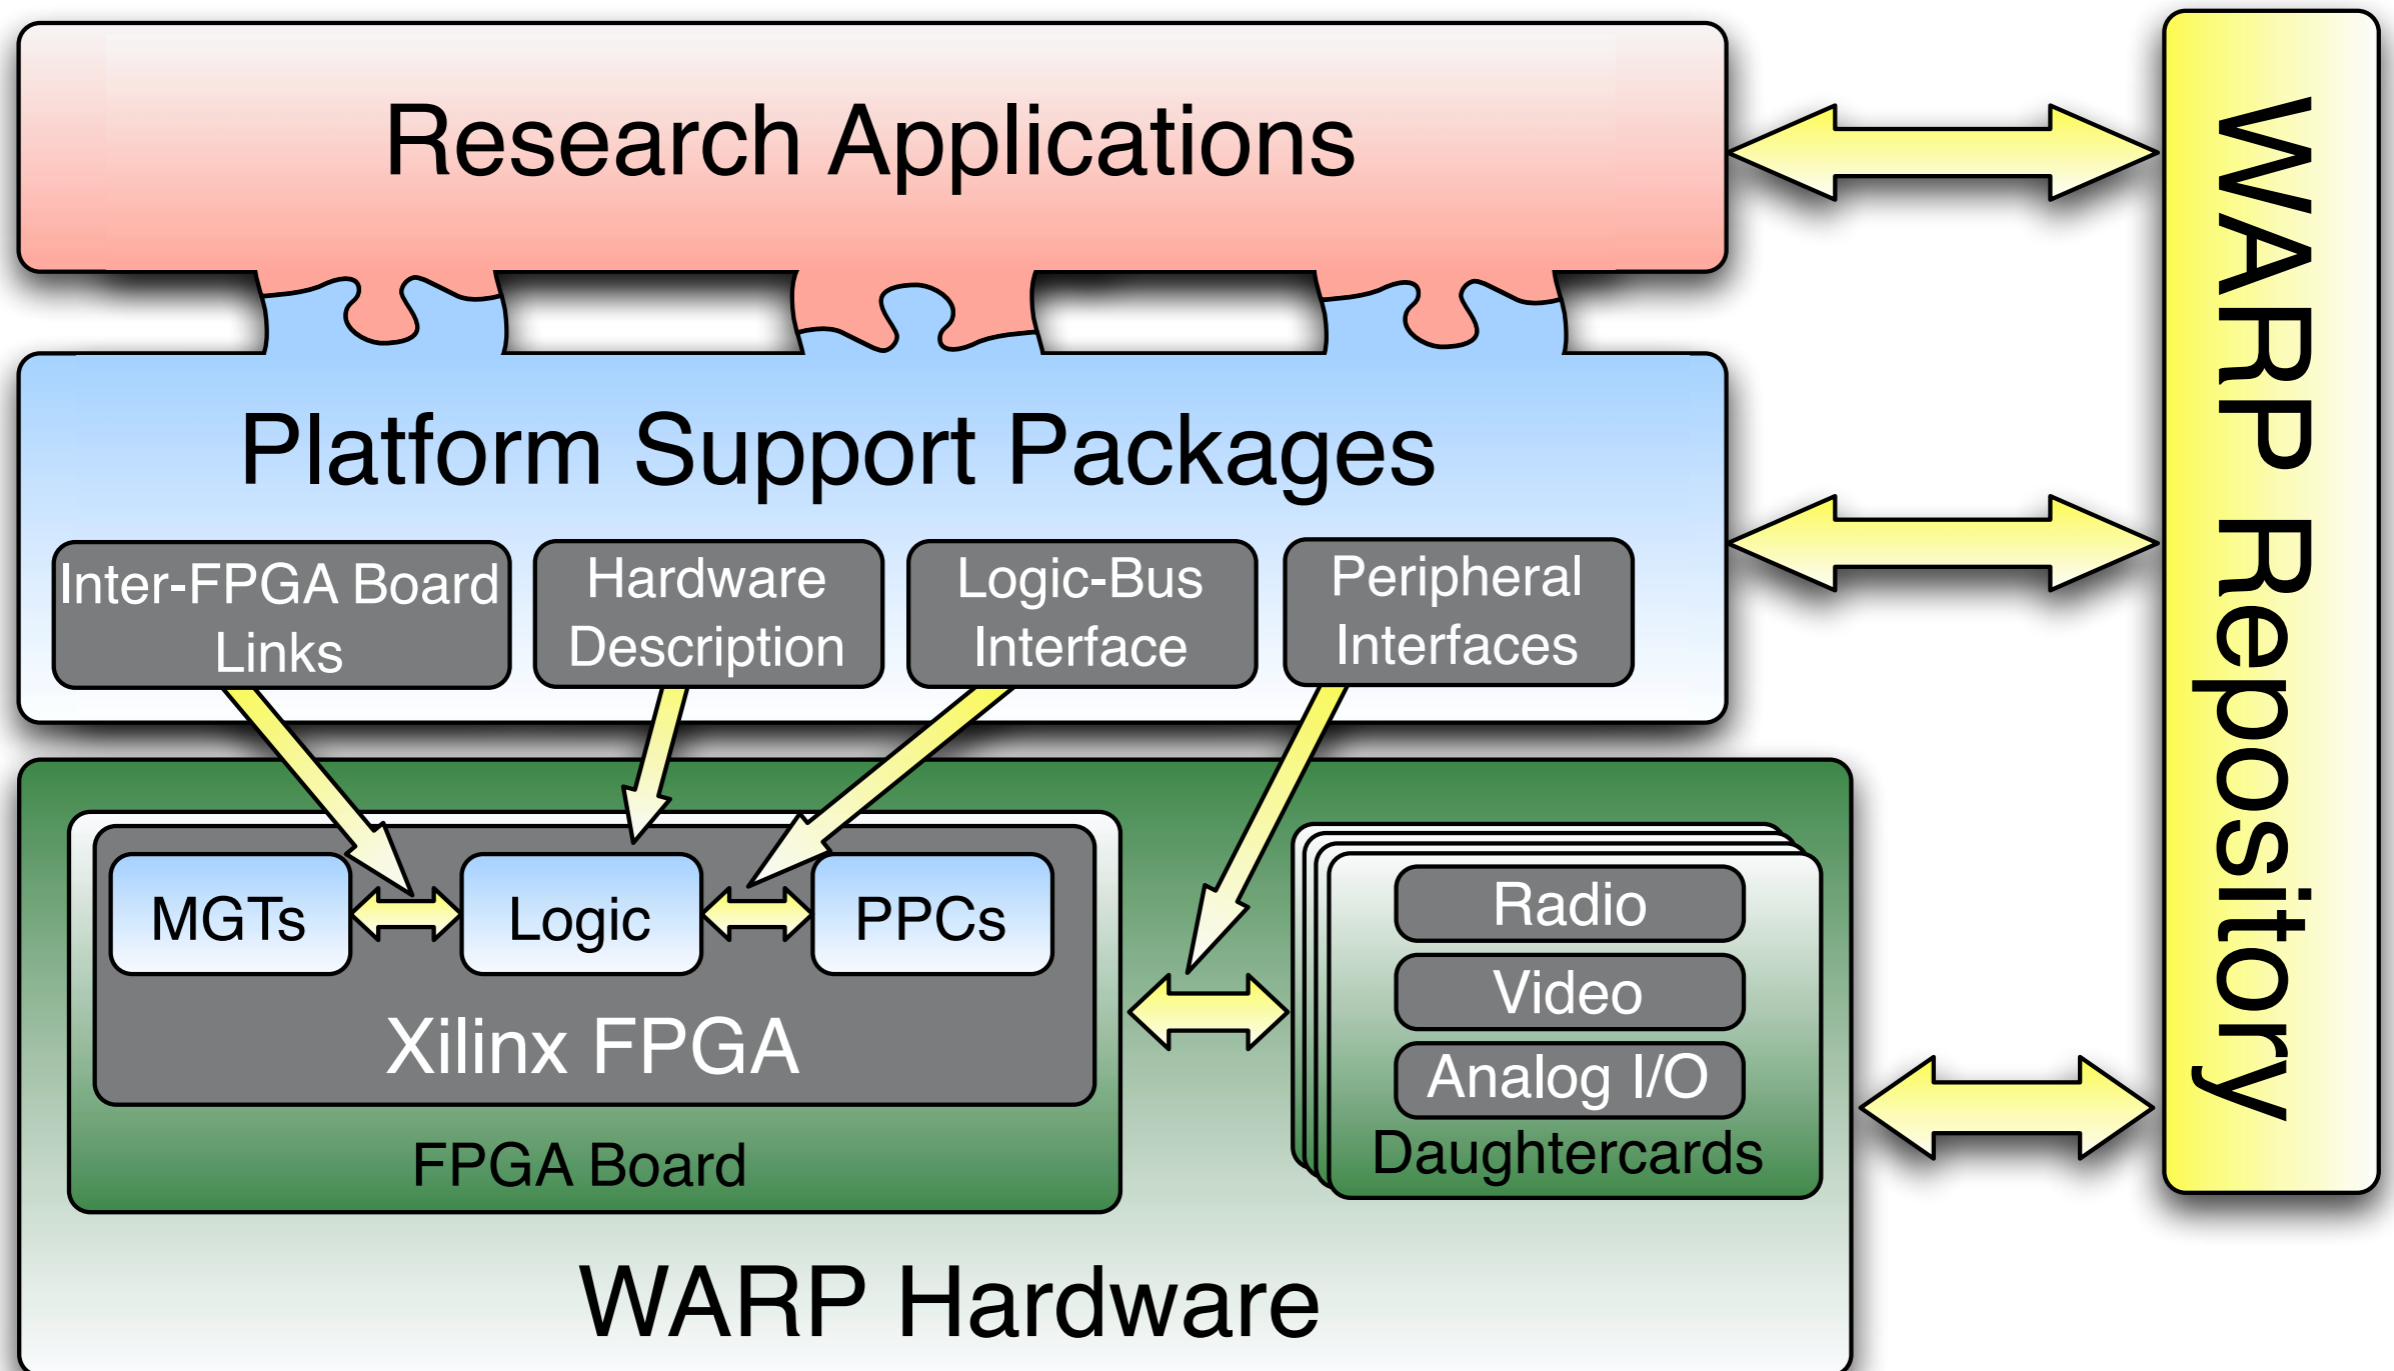 Research Applications
Platform Support Packages
Inter-FPGA Board
Links
Hardware
Description
Logic-Bus
Interface
Peripheral
Interfaces
MGTs
Logic
PPCs
Xilinx FPGA
FPGA Board
Radio
Video
Analog I/O
Daughtercards
WARP Hardware
WARP Repository